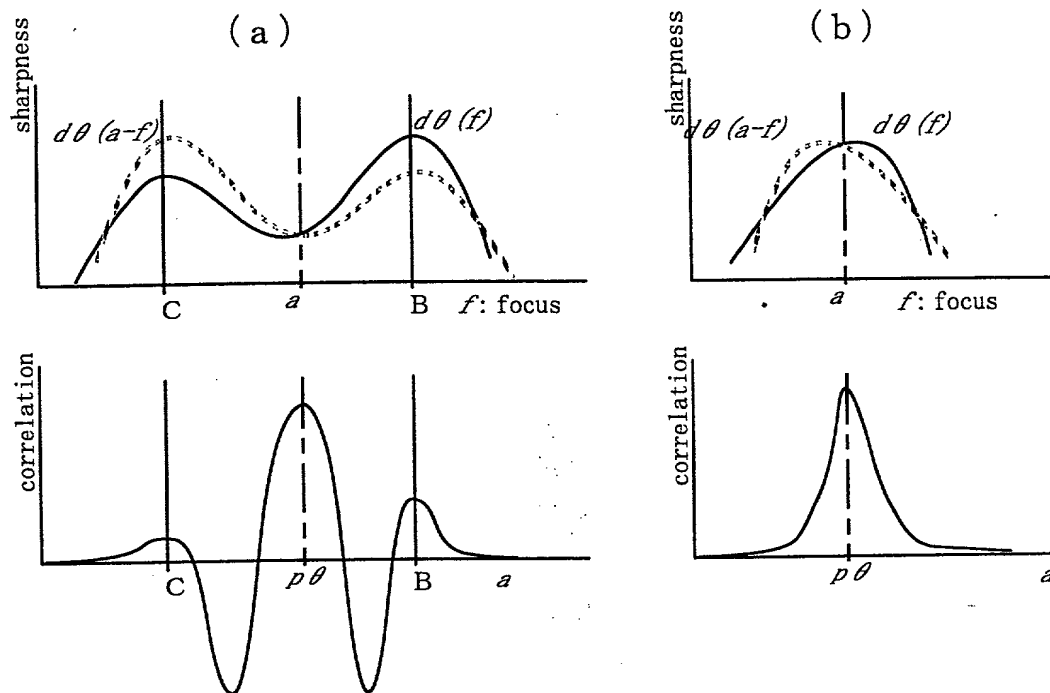 (a)
sharpness
dθ(a-f)
dθ(f)
C
a
B
f: focus
correlation
C
pθ
B
a
(b)
sharpness
dθ(a-f)
dθ(f)
a
f: focus
correlation
pθ
a